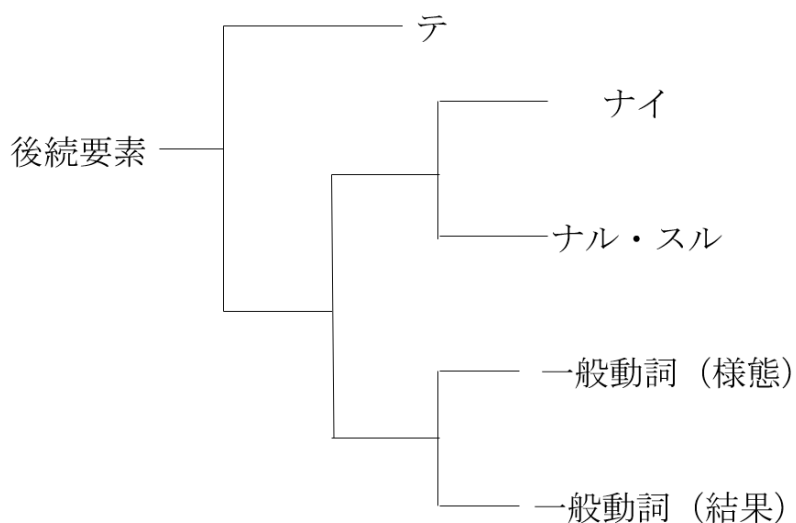 テ
ナイ
後続要素
ナル・スル
一般動詞（様態）
一般動詞（結果）